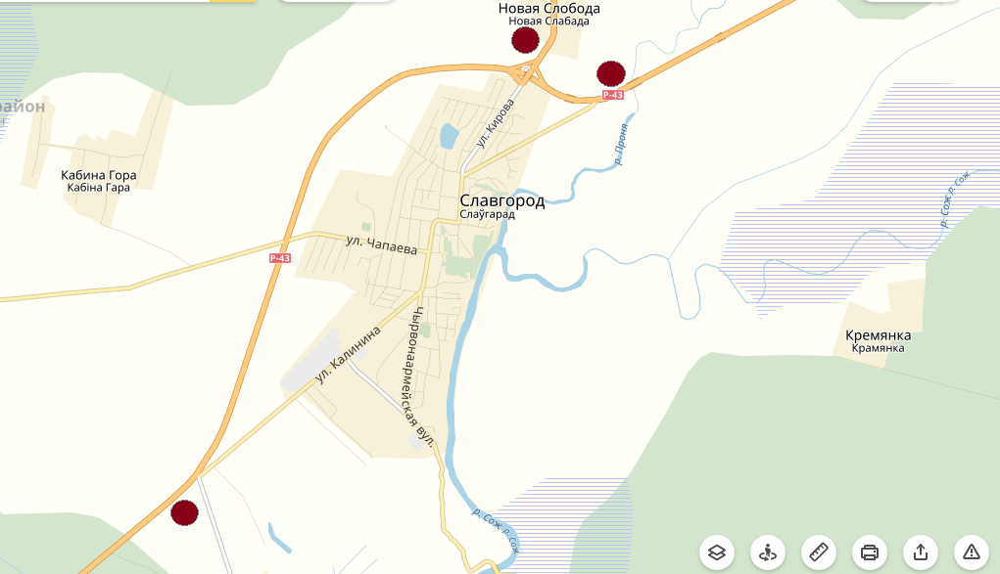 Новая Слобода
Новая Слабада
P-43
район
ул. Кирова
р. Проня
Кабина Гора
Кабіна Гара
р. Сож
р. Сож
Славгород
Слаўгарад
ул. Чапаева
P-43
Чырвонаармейская вул.
ул. Калинина
Кремянка
Крамянка
р. Сож
р. Сож